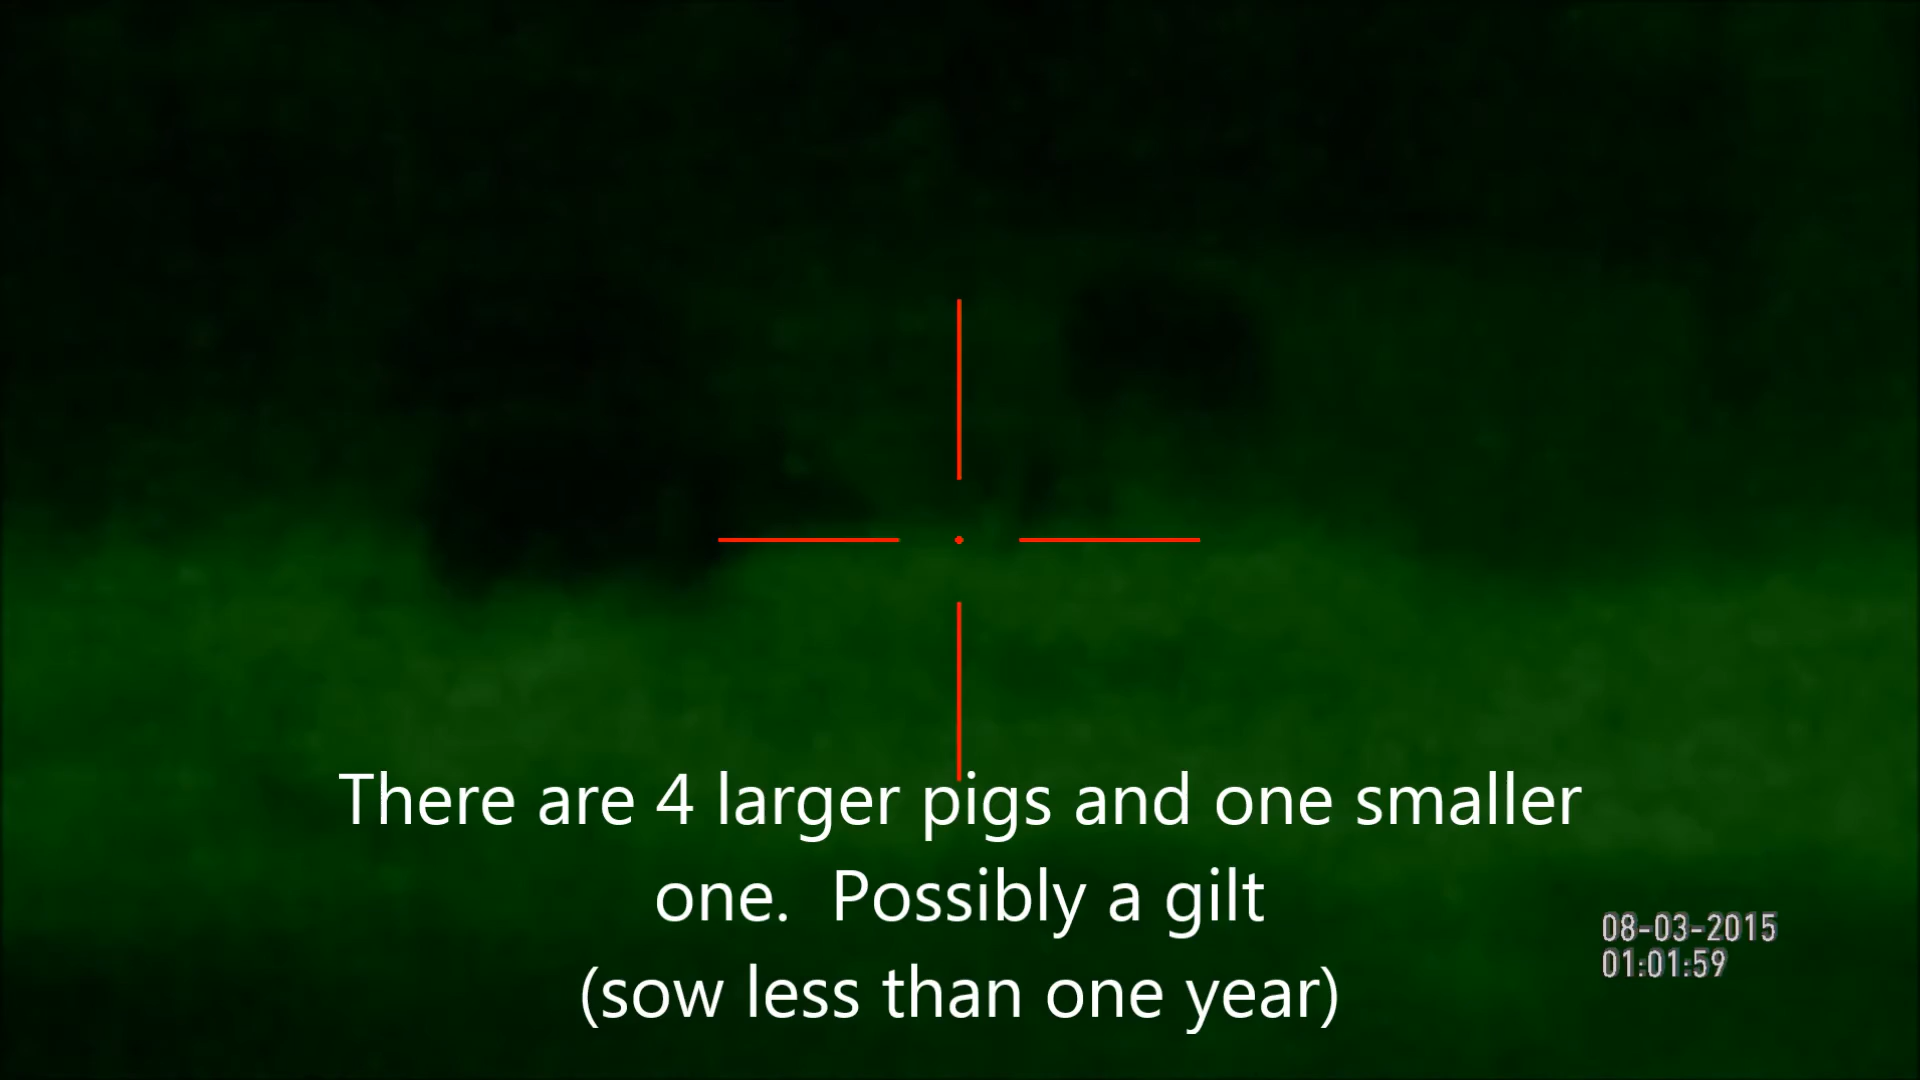 There are 4 larger pigs and one smaller
one.  Possibly a gilt
(sow less than one year)
08-03-2015
01:01:59